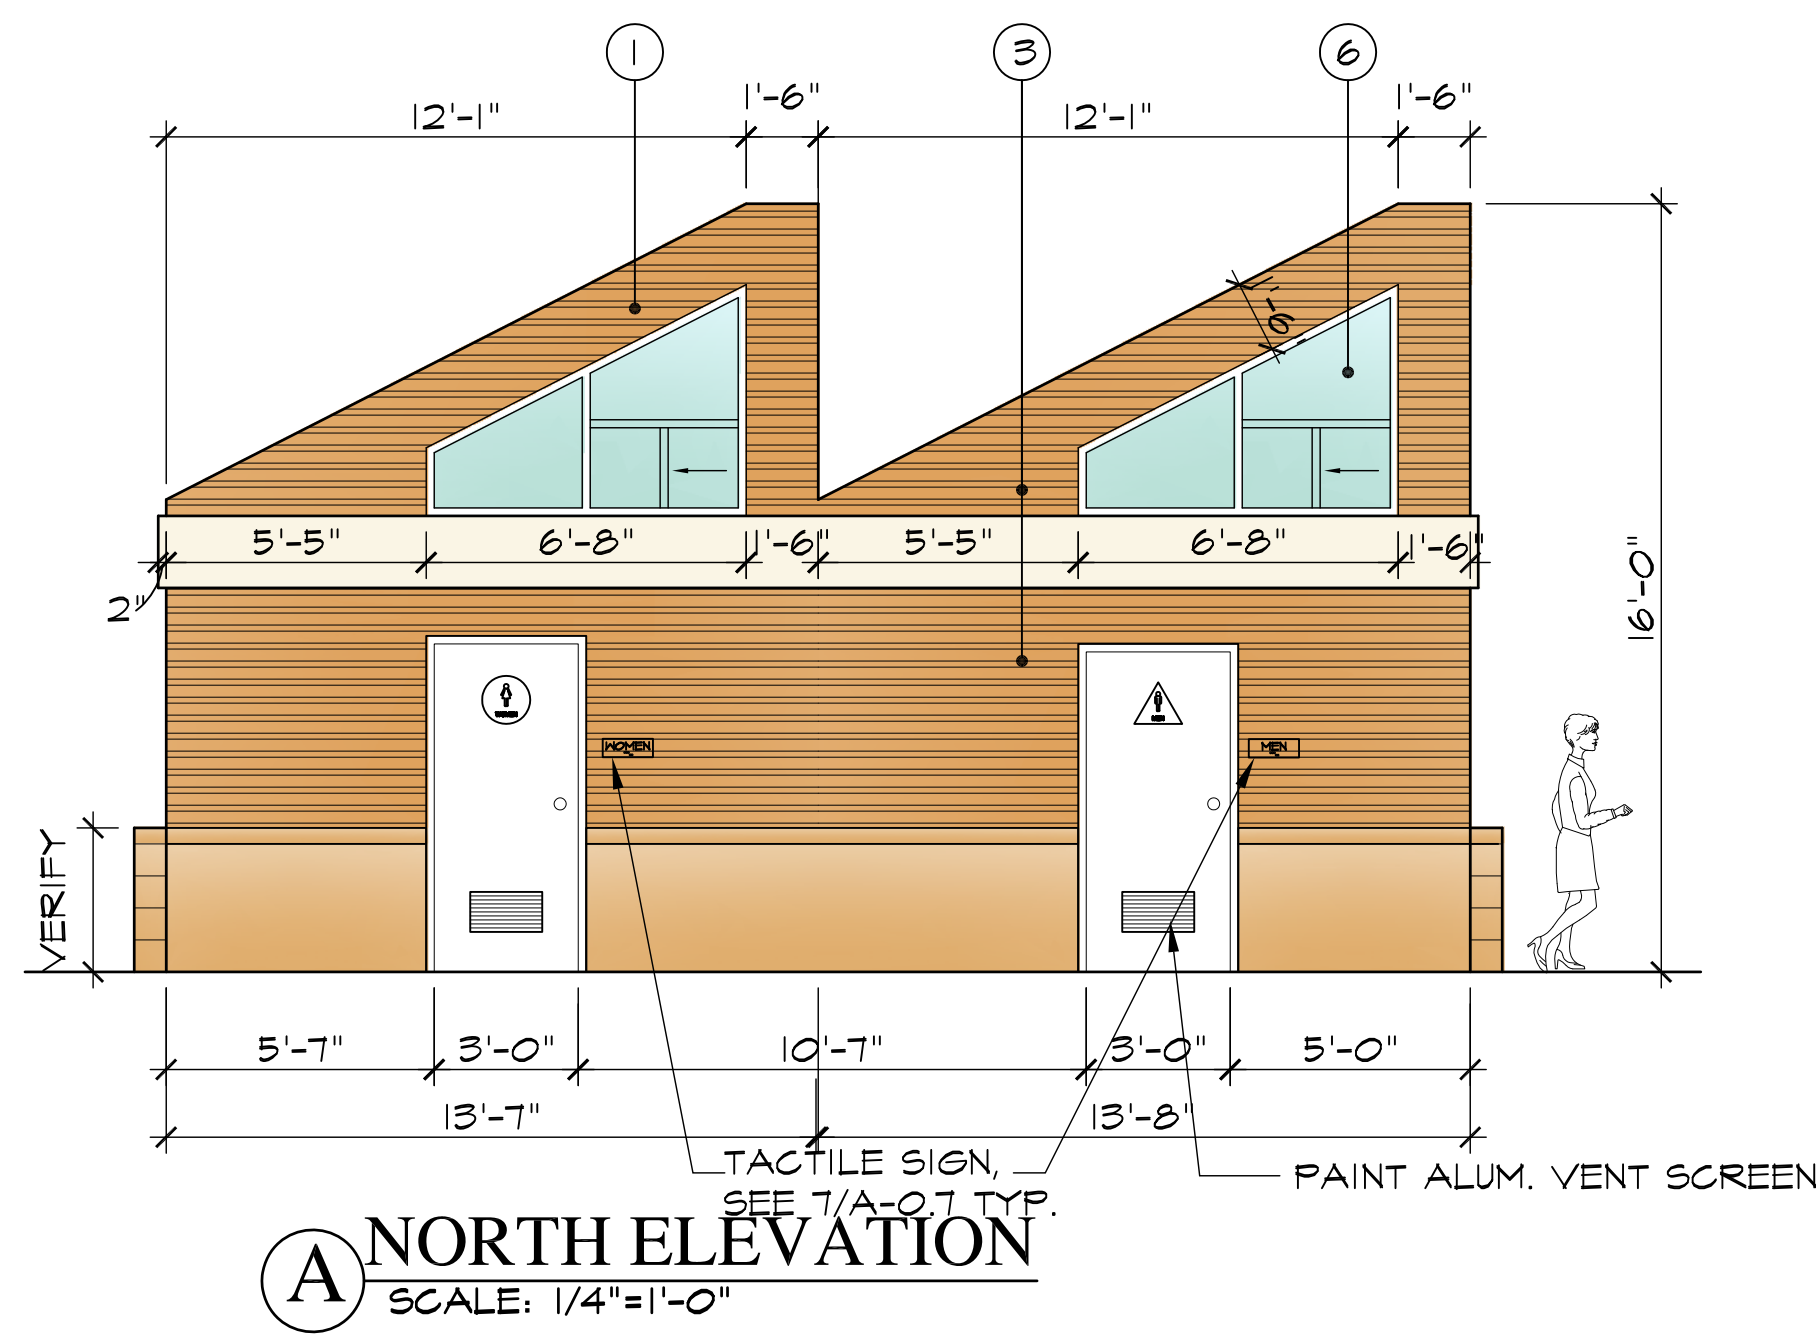 1
3
6
12'-1"
1'-6"
12'-1"
1'-6"
1'-6"
5'-5"
6'-8"
1'-6"
5'-5"
6'-8"
1'-6"
2"
16'-0"
WOMEN
MEN
WOMEN
MEN
VERIFY
5'-7"
3'-0"
10'-7"
3'-0"
5'-0"
13'-7"
13'-8"
TACTILE SIGN,
SEE 7/A-0.7 TYP.
PAINT ALUM. VENT SCREEN
A
NORTH ELEVATION
SCALE: 1/4"=1'-0"